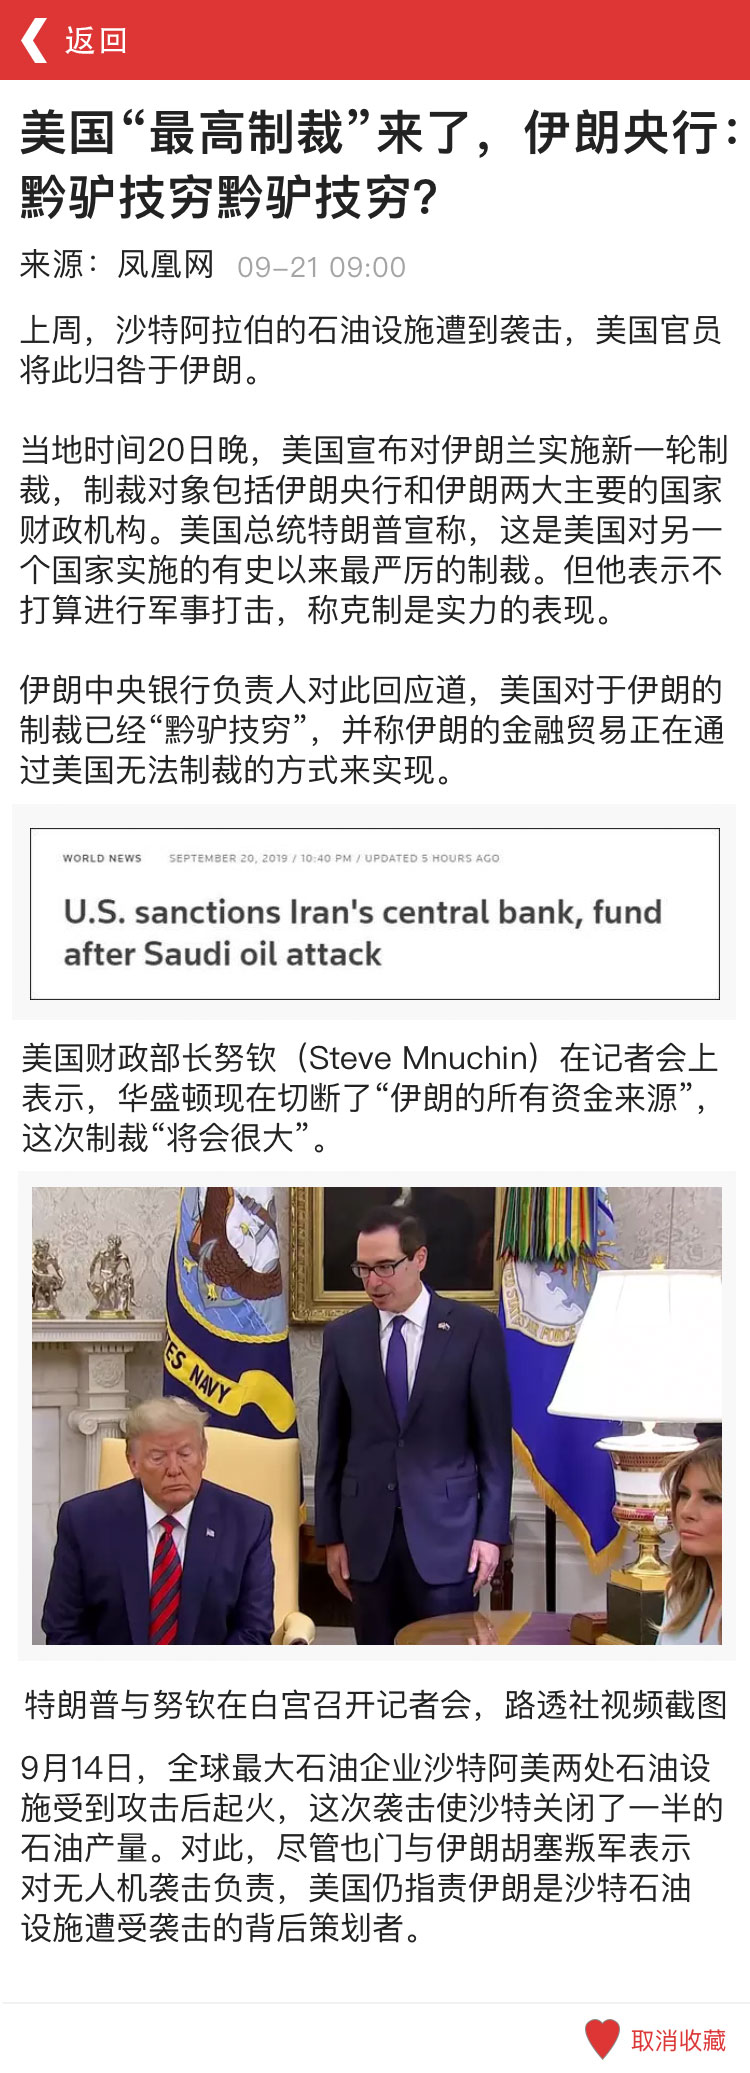 返回
美国“最高制裁”来了，伊朗央行：
黔驴技穷黔驴技穷？
来源：凤凰网 09-21 09:00
上周，沙特阿拉伯的石油设施遭到袭击，美国官员
将此归咎于伊朗。
当地时间20日晚，美国宣布对伊朗兰实施新一轮制
裁，制裁对象包括伊朗央行和伊朗两大主要的国家
财政机构。美国总统特朗普宣称，这是美国对另一
个国家实施的有史以来最严厉的制裁。但他表示不
打算进行军事打击，称克制是实力的表现。
伊朗中央银行负责人对此回应道，美国对于伊朗的
制裁已经“黔驴技穷”，并称伊朗的金融贸易正在通
过美国无法制裁的方式来实现。
WORLD NEWS SEPTEMBER 20, 2019 / 10:40 PM / UPDATED 5 HOURS AGO
U.S. sanctions Iran's central bank, fund
after Saudi oil attack
美国财政部长努钦（Steve Mnuchin）在记者会上
表示，华盛顿现在切断了“伊朗的所有资金来源”，
这次制裁“将会很大”。
ES NAVY
STATES AIR FORCE
特朗普与努钦在白宫召开记者会，路透社视频截图
9月14日，全球最大石油企业沙特阿美两处石油设
施受到攻击后起火，这次袭击使沙特关闭了一半的
石油产量。对此，尽管也门与伊朗胡塞叛军表示
对无人机袭击负责，美国仍指责伊朗是沙特石油
设施遭受袭击的背后策划者。
取消收藏